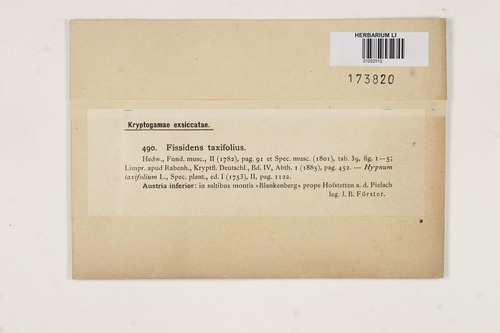 HERBARIUM LI
173820
Kryptogamae exsiccatae.
490. Fissidens taxifolius.
Hedw., Fund. musc., II (1782), pag. 91 et Spec. musc. (1801), tab. 39, fig. 1—5;
Limpr. apud Rabenh., Kryptfl. Deutschl., Bd. IV, Abth. 1 (1885), pag. 452. — Hypnum
taxifolium L., Spec. plant., ed. I (1753), II, pag. 1122.
Austria inferior: in saltibus montis »Blankenberg« prope Hofstetten a. d. Pielach
leg. J. B. Förster.